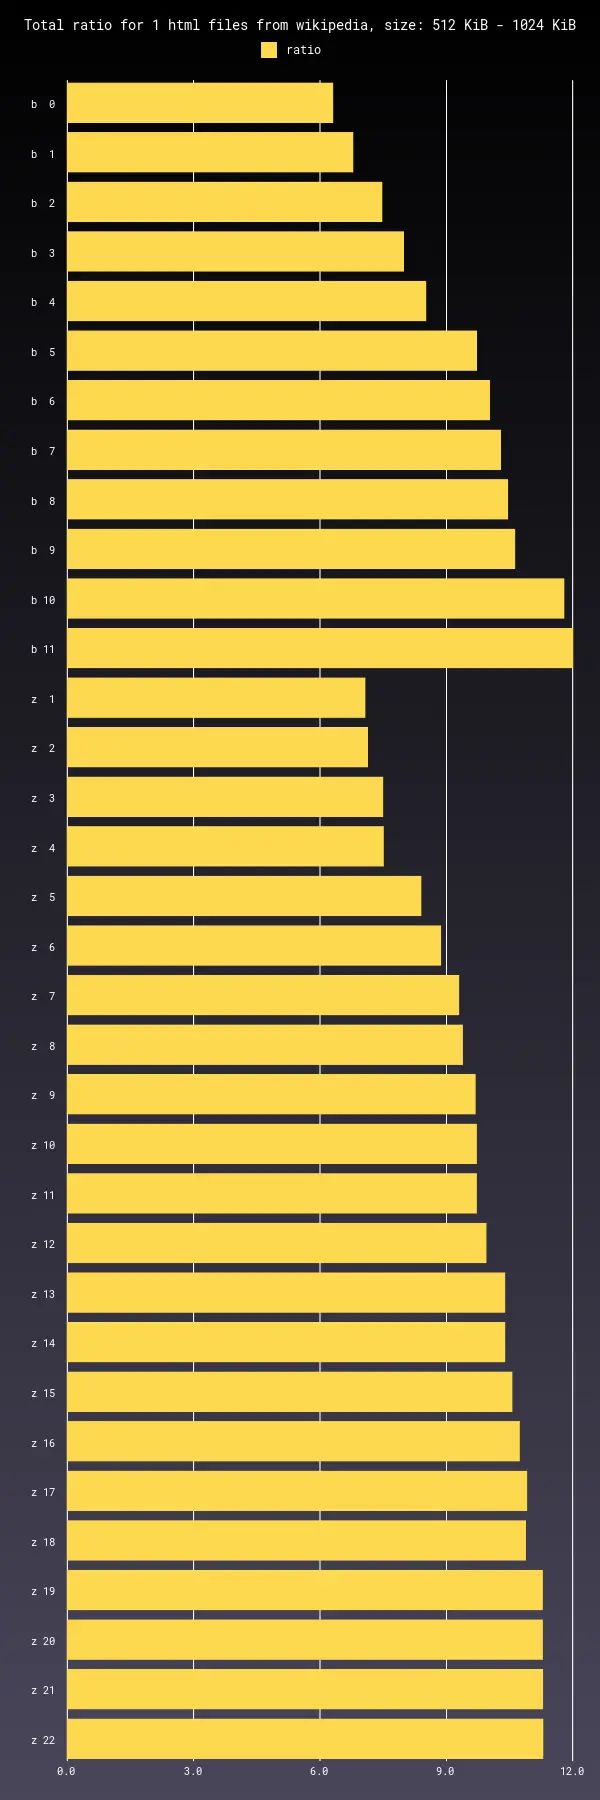 Total ratio for 1 html files from wikipedia, size: 512 KiB - 1024 KiB
ratio
b  0
b  1
b  2
b  3
b  4
b  5
b  6
b  7
b  8
b  9
b 10
b 11
z  1
z  2
z  3
z  4
z  5
z  6
z  7
z  8
z  9
z 10
z 11
z 12
z 13
z 14
z 15
z 16
z 17
z 18
z 19
z 20
z 21
z 22
0.0 3.0 6.0 9.0 12.0